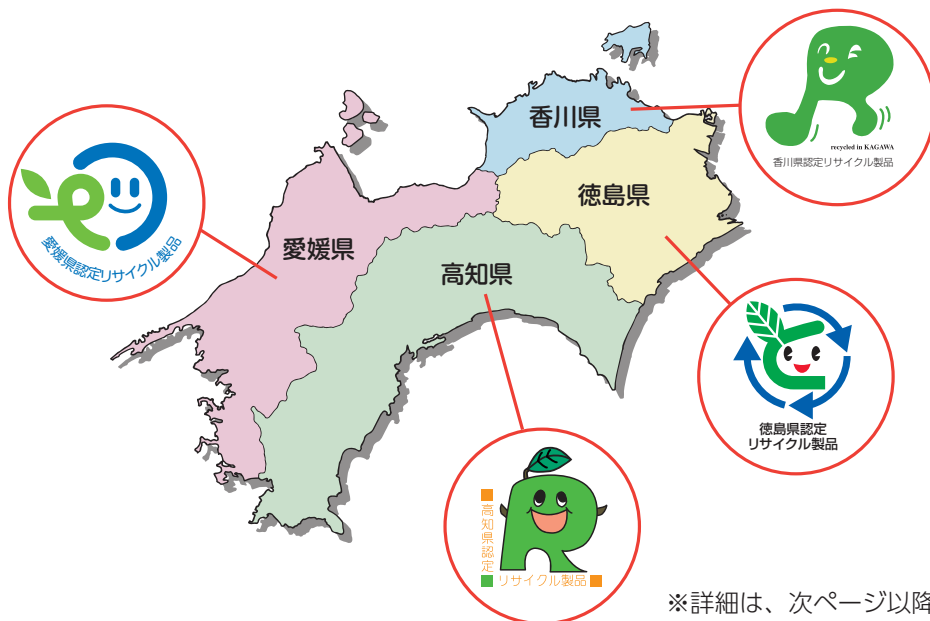 香川県
徳島県
愛媛県
高知県
recycled in KAGAWA
香川県認定リサイクル製品
愛媛県認定リサイクル製品
徳島県認定
リサイクル製品
高知県認定
リサイクル製品
※詳細は、次ページ以降